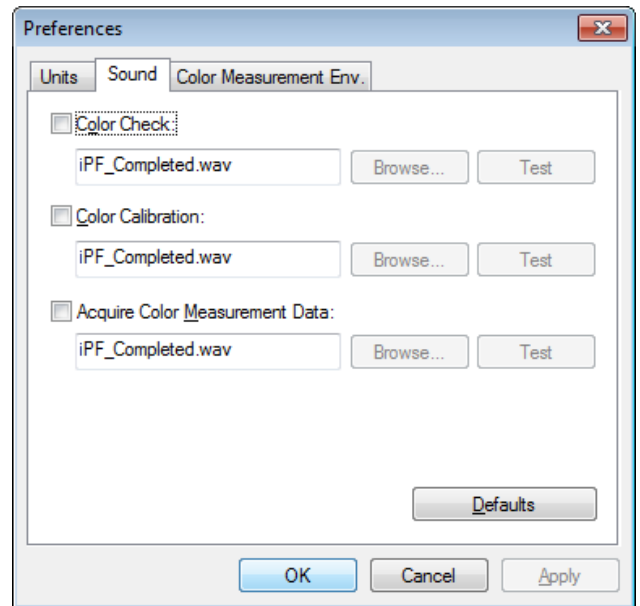 Preferences
Units Sound Color Measurement Env.
Color Check:
iPF_Completed.wav Browse... Test
Color Calibration:
iPF_Completed.wav Browse... Test
Acquire Color Measurement Data:
iPF_Completed.wav Browse... Test
Defaults
OK Cancel Apply